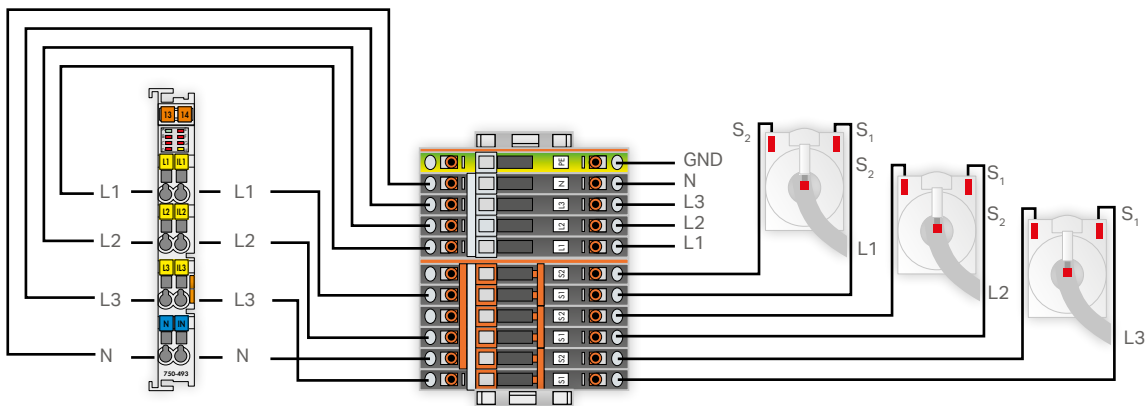 13 14
L1 IL1
L2 IL2
L3 IL3
N IN
750-493
L1 L1
L2 L2
L3 L3
N N
PE
N
L3
L2
L1
S2
S1
S2
S1
S2
S1
GND
N
L3
L2
L1
S₂ S₁
S₂
L1
S₁
S₂
L2
S₁
L3